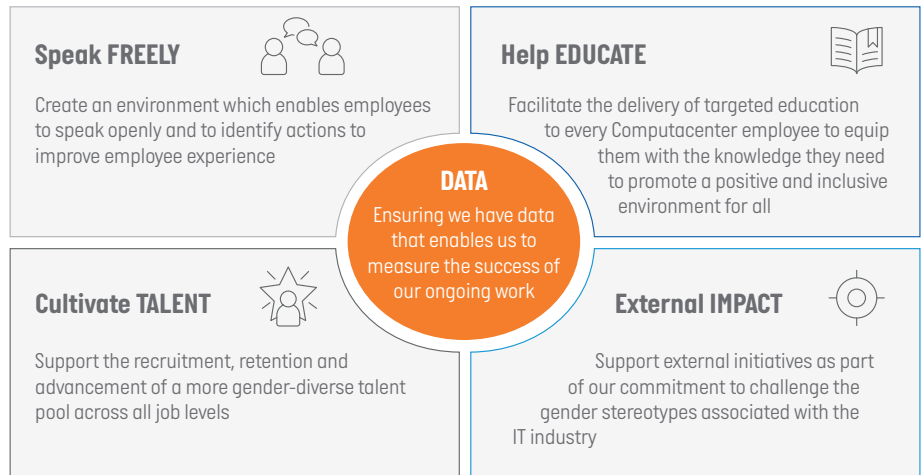 Speak FREELY
Create an environment which enables employees
to speak openly and to identify actions to
improve employee experience
Help EDUCATE
Facilitate the delivery of targeted education
to every Computacenter employee to equip
them with the knowledge they need
to promote a positive and inclusive
environment for all
DATA
Ensuring we have data
that enables us to
measure the success of
our ongoing work
Cultivate TALENT
Support the recruitment, retention and
advancement of a more gender-diverse talent
pool across all job levels
External IMPACT
Support external initiatives as part
of our commitment to challenge the
gender stereotypes associated with the
IT industry